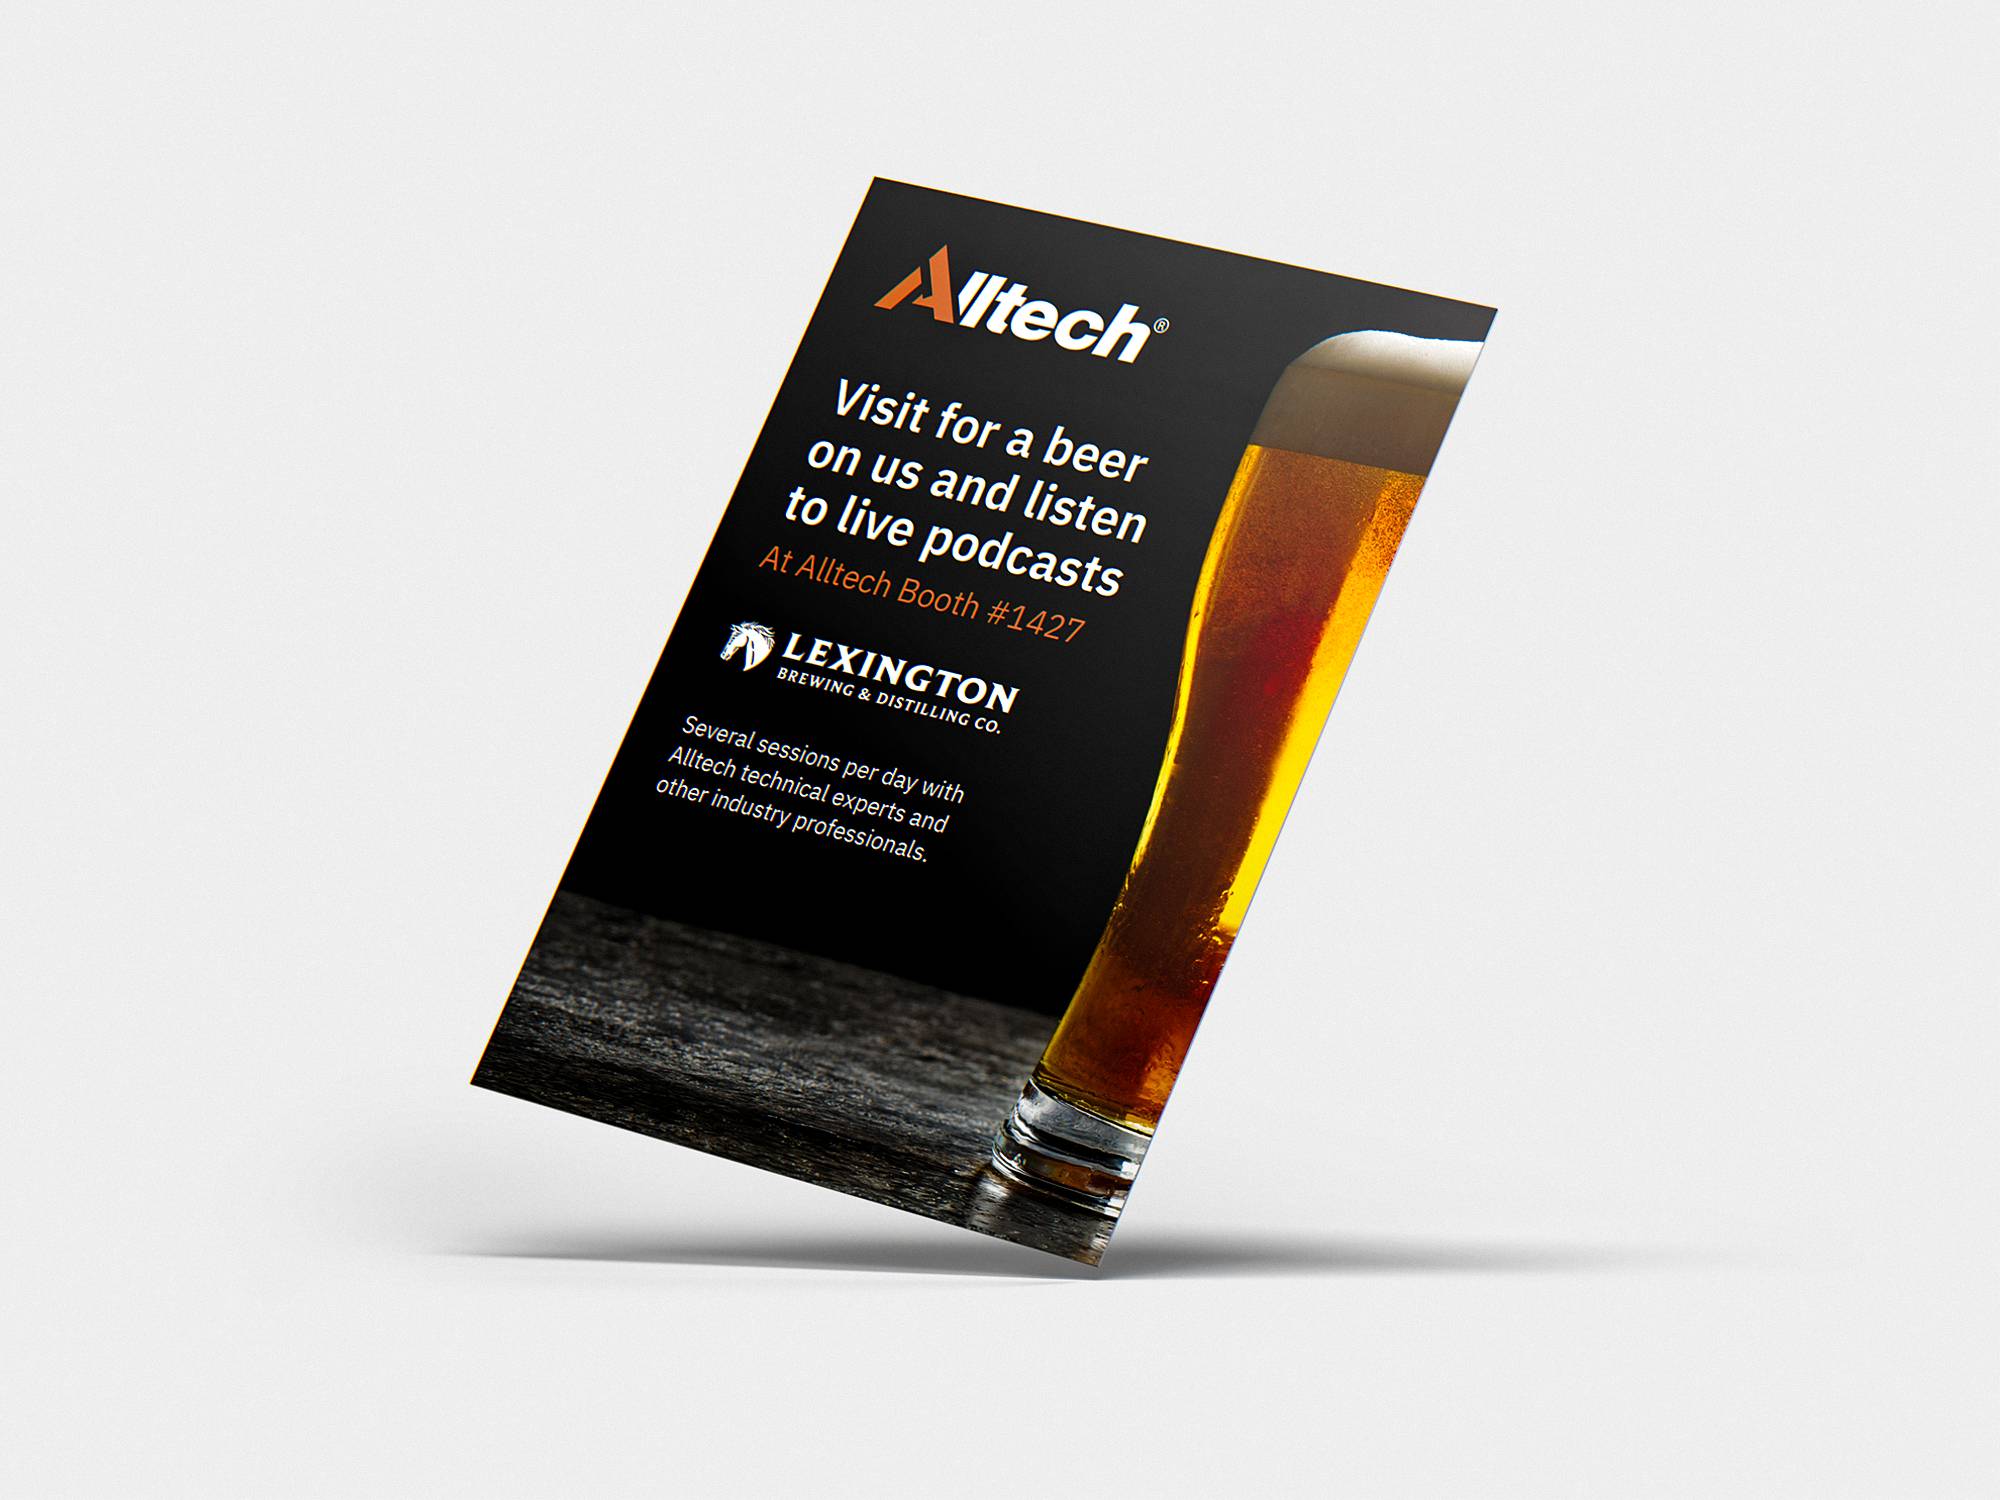 Alltech®
Visit for a beer
on us and listen
to live podcasts
At Alltech Booth #1427
LEXINGTON
BREWING & DISTILLING CO.
Several sessions per day with
Alltech technical experts and
other industry professionals.